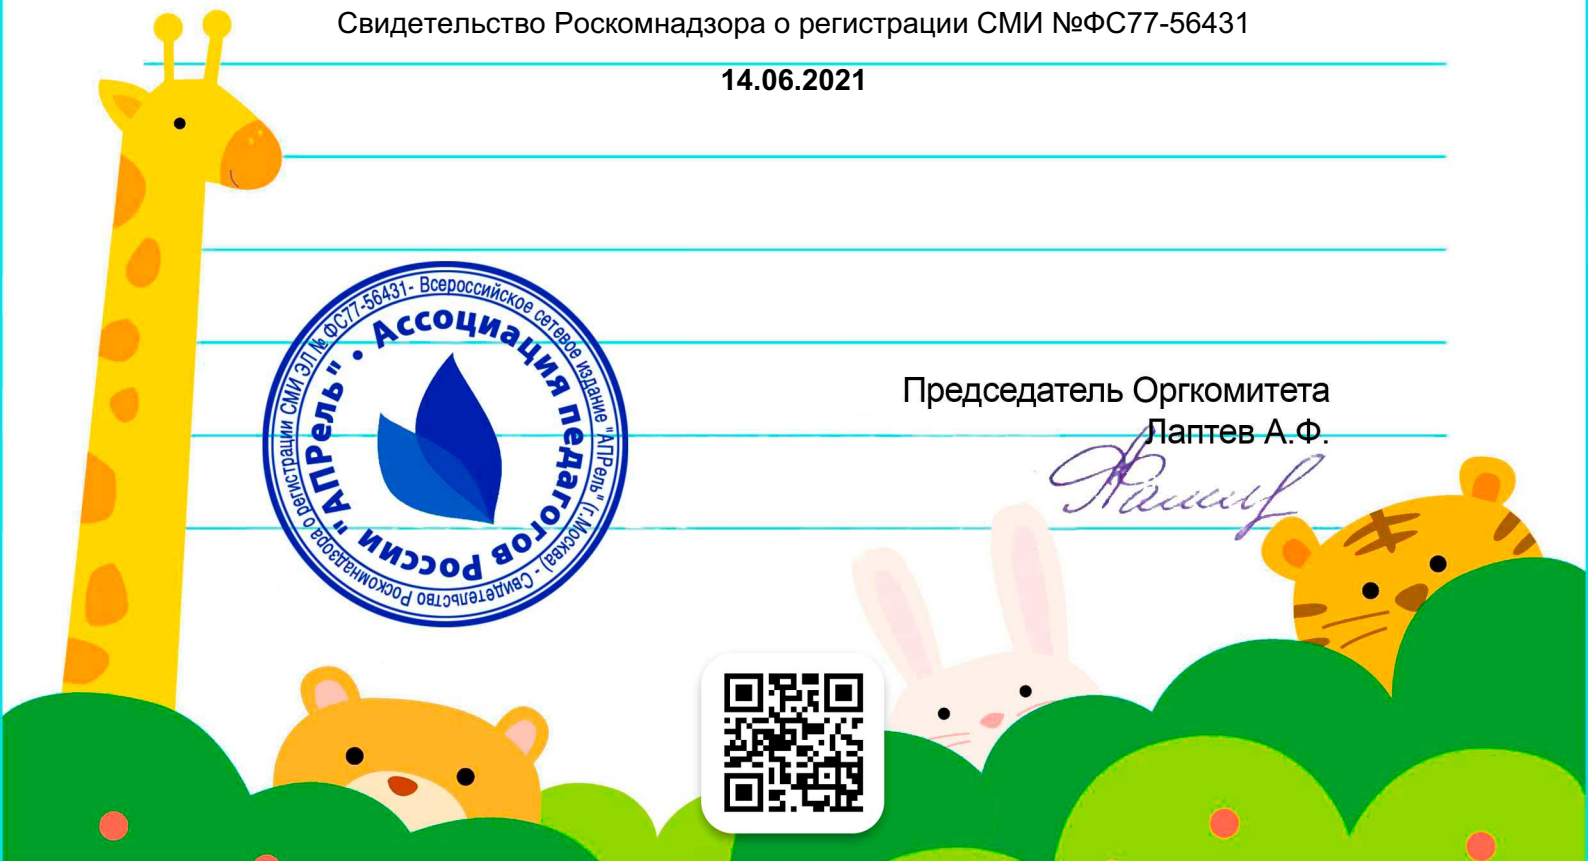 Свидетельство Роскомнадзора о регистрации СМИ №ФС77-56431
14.06.2021
Свидетельство Роскомнадзора о регистрации СМИ ЭЛ № ФС77-56431- Всероссийское сетевое издание "АПРель" (г.Москва) -
Ассоциация педагогов России "АПРель" •
Председатель Оргкомитета
Лаптев А.Ф.